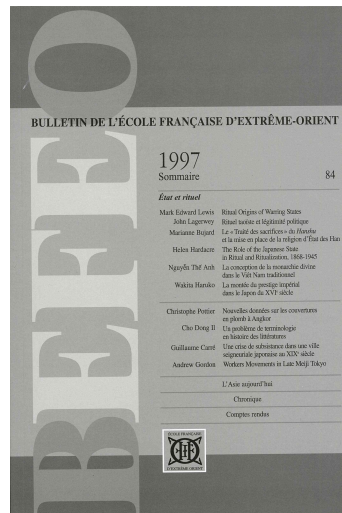 BEFEO
BULLETIN DE L'ÉCOLE FRANÇAISE D'EXTRÊME-ORIENT
1997
Sommaire 84
État et rituel
Mark Edward Lewis Ritual Origins of Warring States
John Lagerwey Rituel taoïste et légitimité politique
Marianne Bujard Le « Traité des sacrifices » du Hanshu
et la mise en place de la religion d'État des Han
Helen Hardacre The Role of the Japanese State
in Ritual and Ritualization, 1868-1945
Nguyễn Thế Anh La conception de la monarchie divine
dans le Việt Nam traditionnel
Wakita Haruko La montée du prestige impérial
dans le Japon du XVIe siècle
Christophe Pottier Nouvelles données sur les couvertures
en plomb à Angkor
Cho Dong Il Un problème de terminologie
en histoire des littératures
Guillaume Carré Une crise de subsistance dans une ville
seigneuriale japonaise au XIXe siècle
Andrew Gordon Workers Movements in Late Meiji Tokyo
L'Asie aujourd'hui
Chronique
Comptes rendus
ÉCOLE FRANÇAISE
D'EXTRÊME-ORIENT